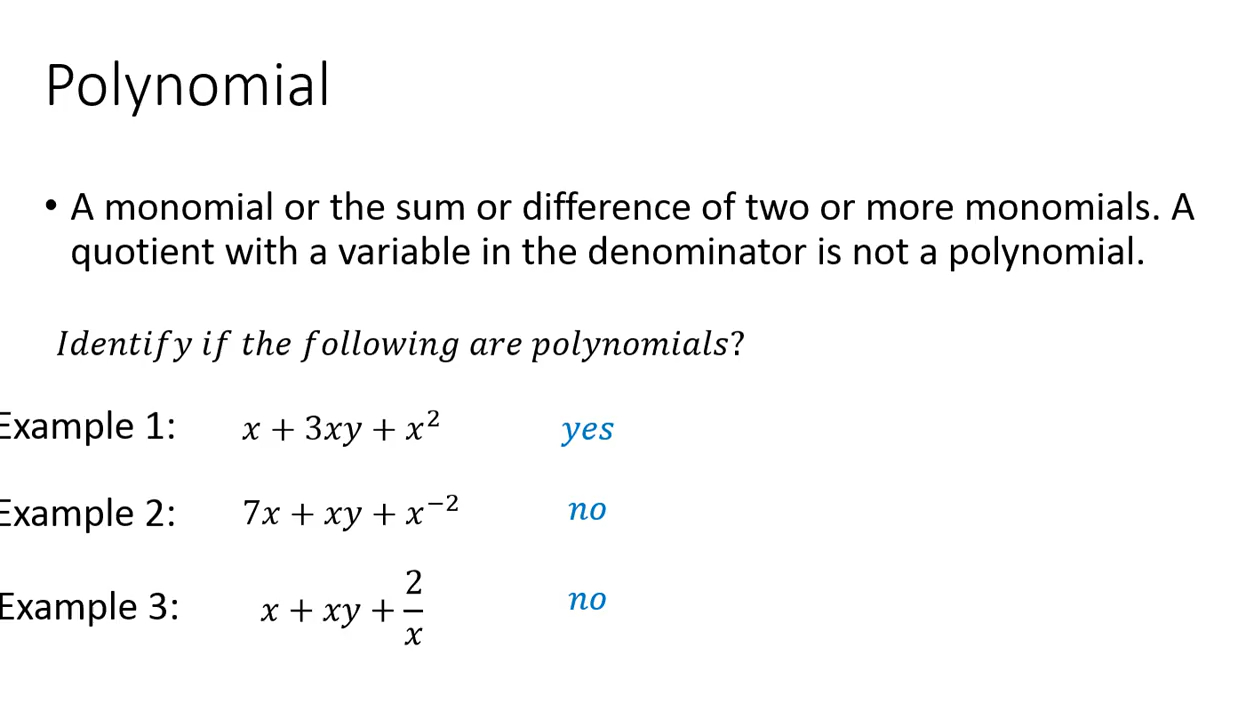 Polynomial
• A monomial or the sum or difference of two or more monomials. A
quotient with a variable in the denominator is not a polynomial.
Identify if the following are polynomials?
Example 1: x + 3xy + x² yes
Example 2: 7x + xy + x⁻² no
Example 3: x + xy + 2/x no